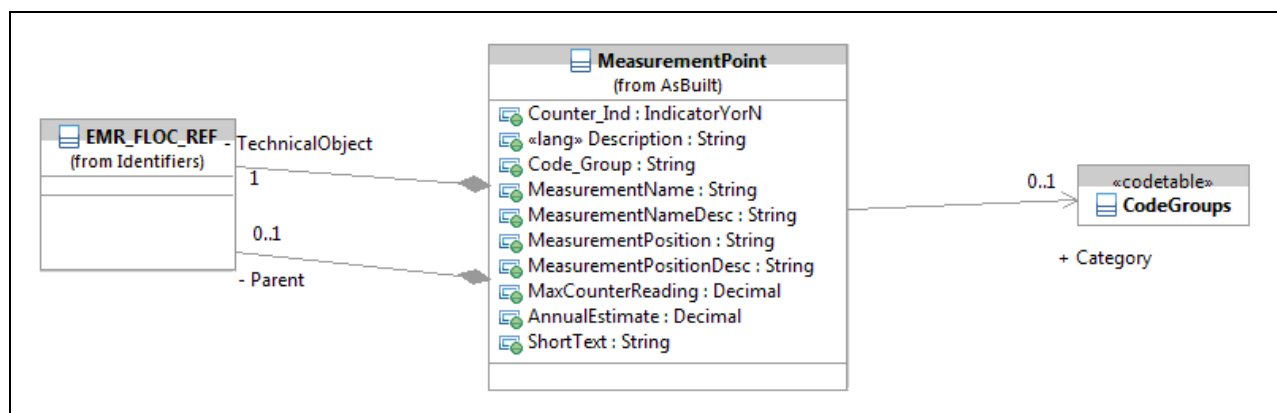 EMR_FLOC_REF
(from Identifiers)
- TechnicalObject
1
0..1
- Parent
MeasurementPoint
(from AsBuilt)
Counter_Ind : IndicatorYorN
«lang» Description : String
Code_Group : String
MeasurementName : String
MeasurementNameDesc : String
MeasurementPosition : String
MeasurementPositionDesc : String
MaxCounterReading : Decimal
AnnualEstimate : Decimal
ShortText : String
0..1
«codetable»
CodeGroups
+ Category